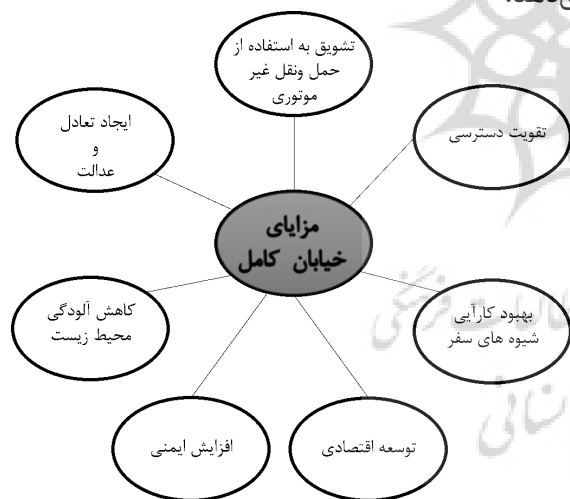 تشویق به استفاده از
حمل ونقل غیر
موتوری
تقویت دسترسی
ایجاد تعادل
و
عدالت
مزایای
خیابان کامل
بهبود کارآیی
شیوه های سفر
کاهش آلودگی
محیط زیست
توسعه اقتصادی
افزایش ایمنی